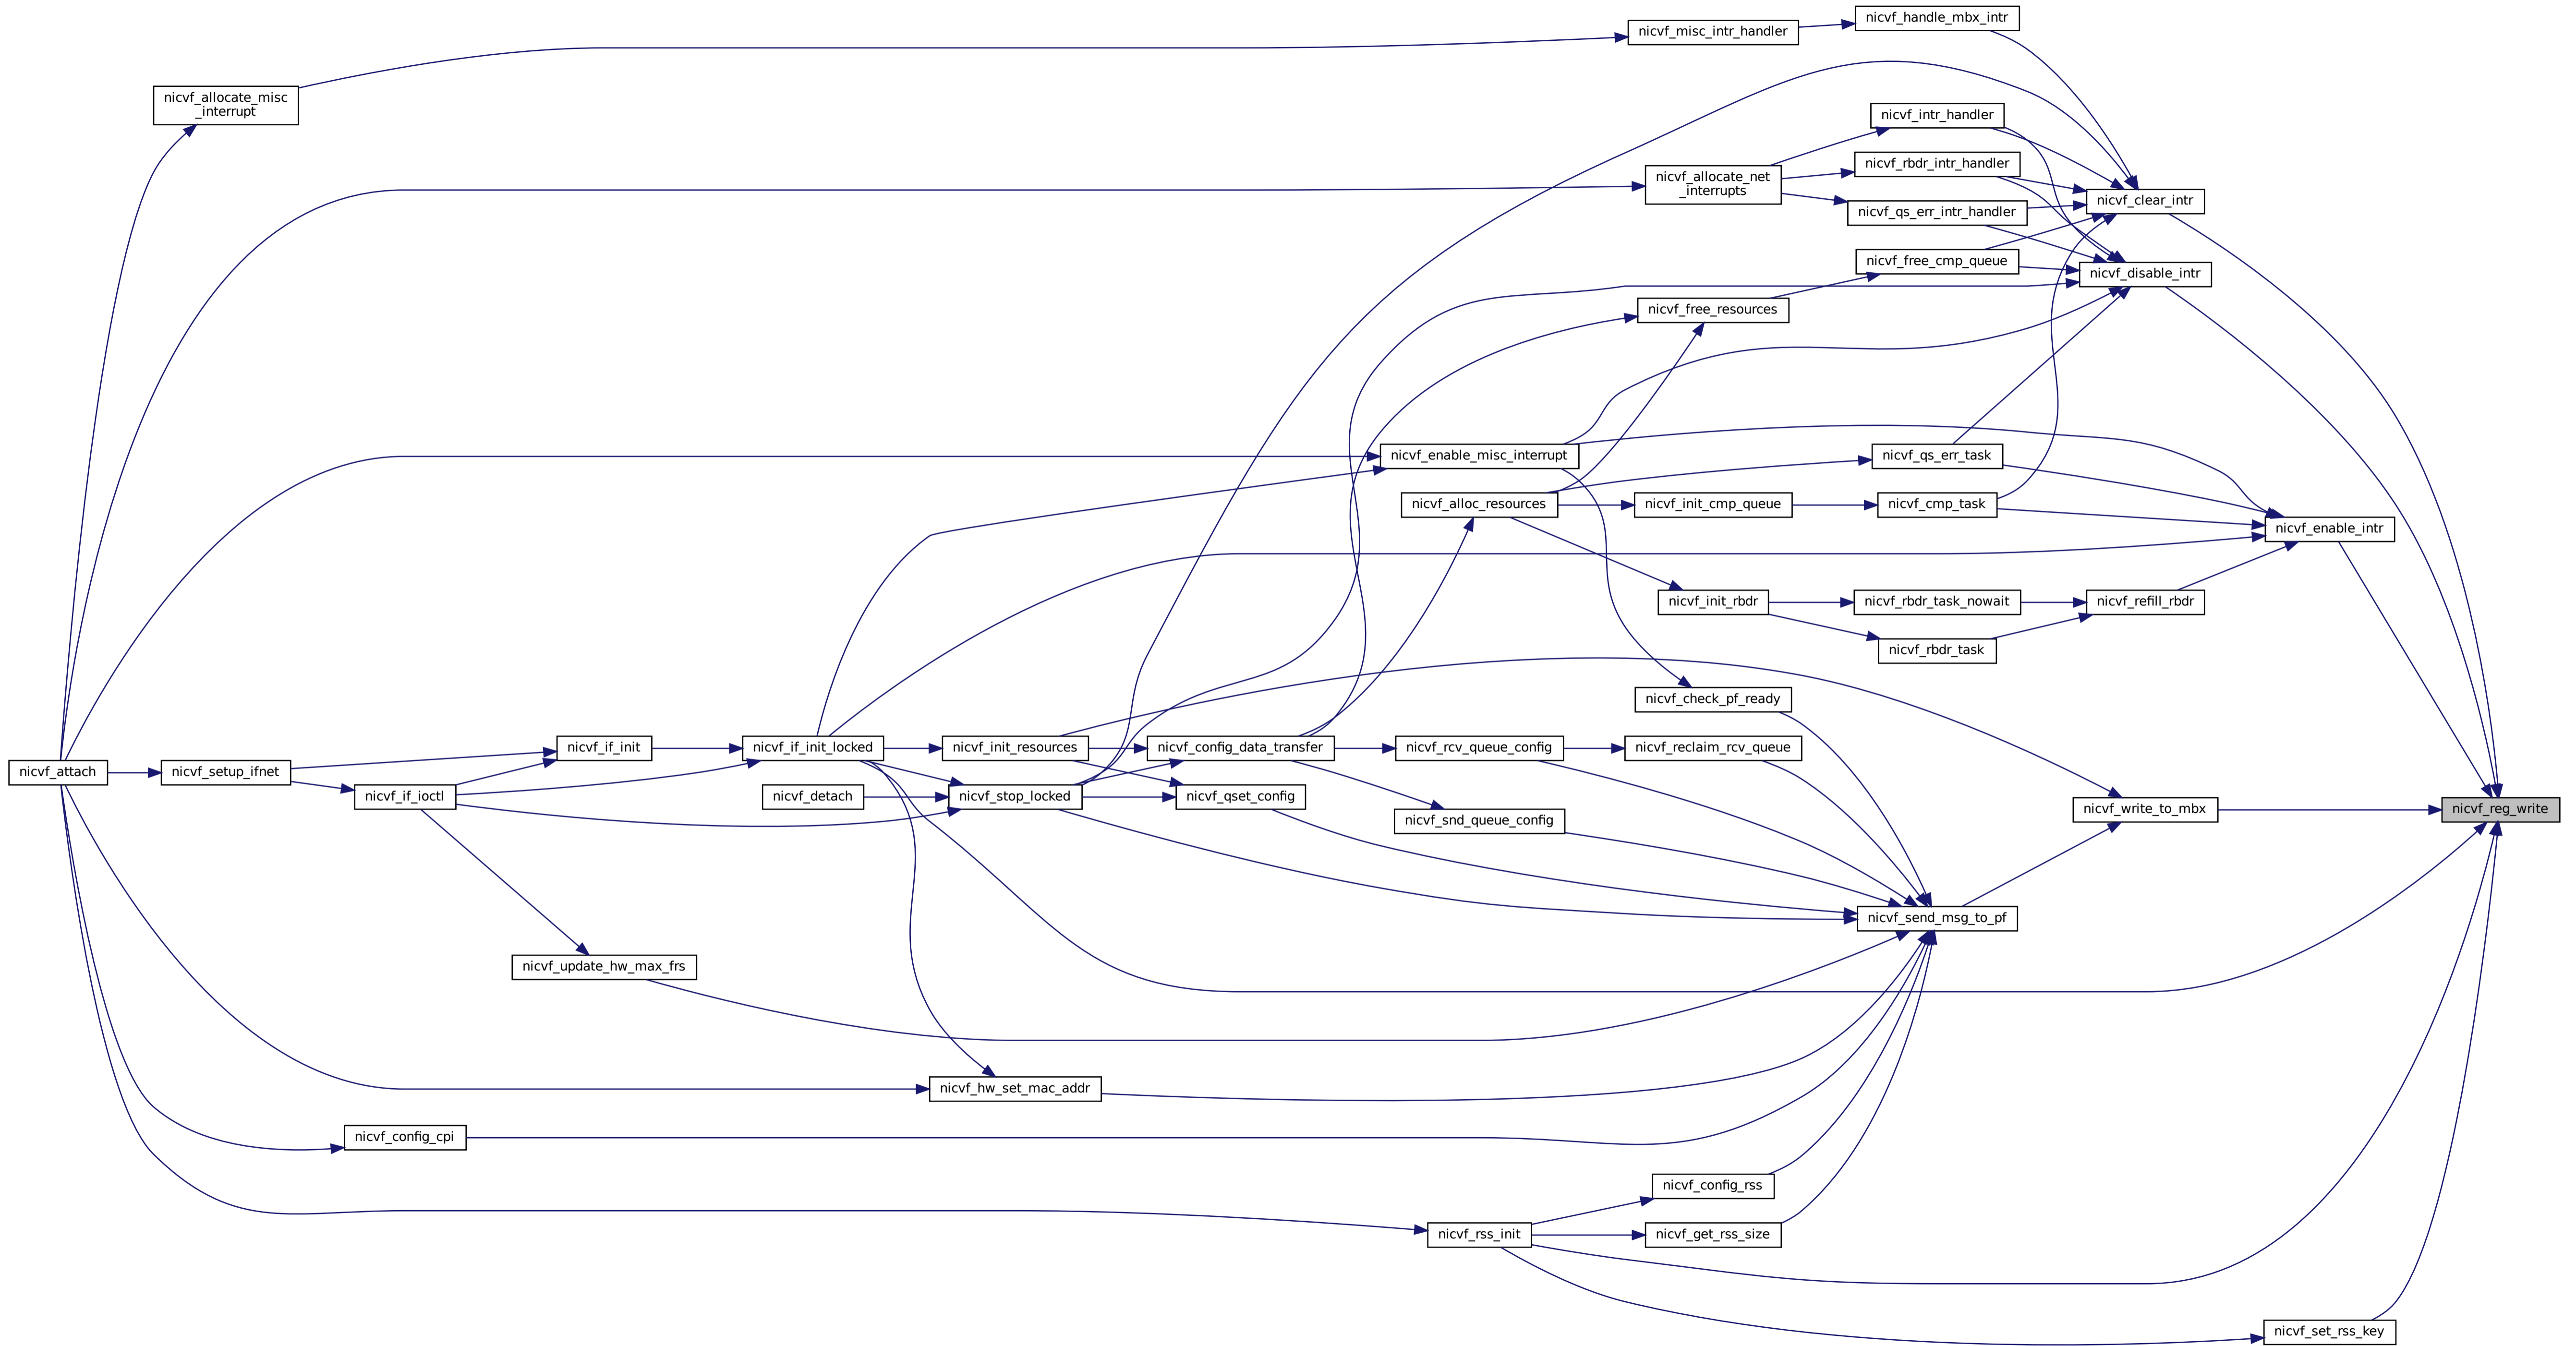 nicvf_handle_mbx_intr
nicvf_misc_intr_handler
nicvf_allocate_misc
_interrupt
nicvf_intr_handler
nicvf_rbdr_intr_handler
nicvf_allocate_net
_interrupts
nicvf_clear_intr
nicvf_qs_err_intr_handler
nicvf_free_cmp_queue
nicvf_disable_intr
nicvf_free_resources
nicvf_enable_misc_interrupt
nicvf_qs_err_task
nicvf_alloc_resources
nicvf_init_cmp_queue
nicvf_cmp_task
nicvf_enable_intr
nicvf_init_rbdr
nicvf_rbdr_task_nowait
nicvf_refill_rbdr
nicvf_rbdr_task
nicvf_check_pf_ready
nicvf_if_init
nicvf_if_init_locked
nicvf_init_resources
nicvf_config_data_transfer
nicvf_rcv_queue_config
nicvf_reclaim_rcv_queue
nicvf_attach
nicvf_setup_ifnet
nicvf_if_ioctl
nicvf_detach
nicvf_stop_locked
nicvf_qset_config
nicvf_snd_queue_config
nicvf_write_to_mbx
nicvf_reg_write
nicvf_send_msg_to_pf
nicvf_update_hw_max_frs
nicvf_hw_set_mac_addr
nicvf_config_cpi
nicvf_config_rss
nicvf_rss_init
nicvf_get_rss_size
nicvf_set_rss_key